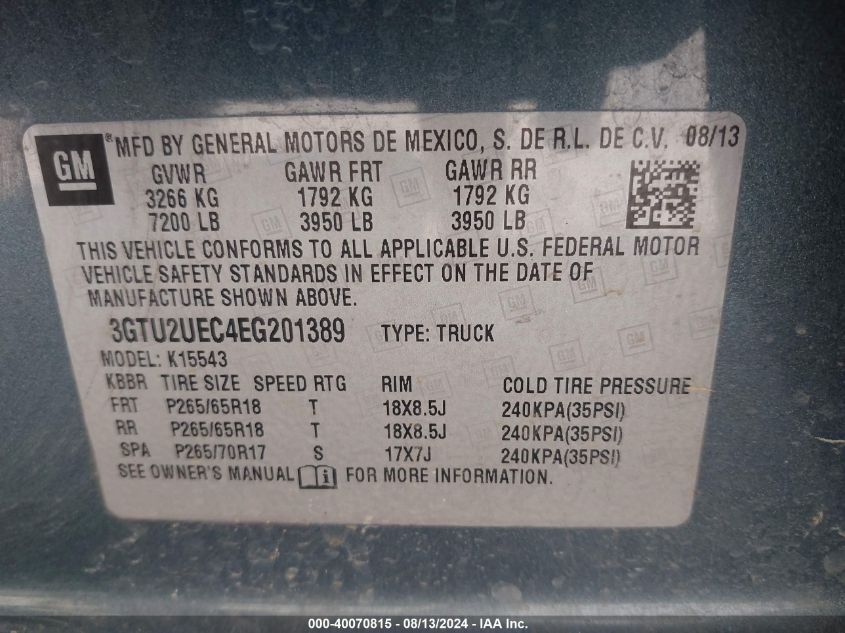 GM
®MFD BY GENERAL MOTORS DE MEXICO, S. DE R.L. DE C.V. 08/13
GVWR GAWR FRT GAWR RR
3266 KG 1792 KG 1792 KG
7200 LB 3950 LB 3950 LB
THIS VEHICLE CONFORMS TO ALL APPLICABLE U.S. FEDERAL MOTOR
VEHICLE SAFETY STANDARDS IN EFFECT ON THE DATE OF
MANUFACTURE SHOWN ABOVE.
3GTU2UEC4EG201389 TYPE: TRUCK
MODEL: K15543
KBBR TIRE SIZE SPEED RTG RIM COLD TIRE PRESSURE
FRT P265/65R18 T 18X8.5J 240KPA(35PSI)
RR P265/65R18 T 18X8.5J 240KPA(35PSI)
SPA P265/70R17 S 17X7J 240KPA(35PSI)
SEE OWNER'S MANUAL FOR MORE INFORMATION.
000-40070815 - 08/13/2024 - IAAI.com